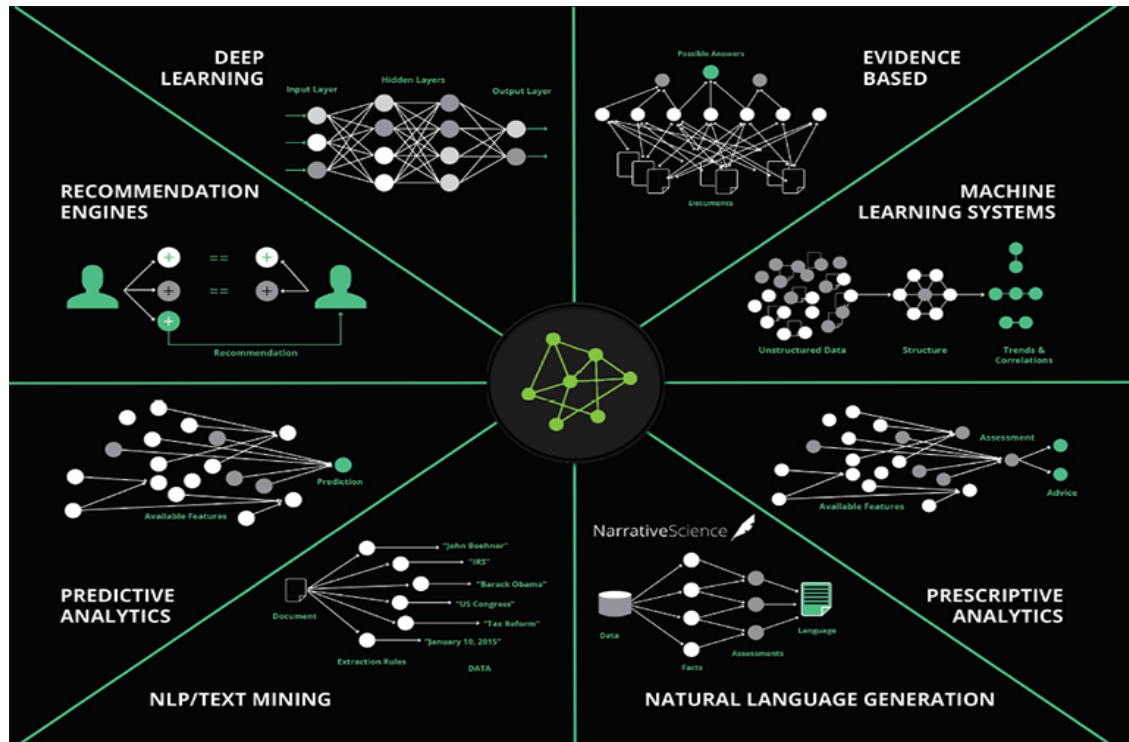 DEEP
LEARNING
Input Layer
Hidden Layers
Output Layer
EVIDENCE
BASED
Possible Answers
Documents
RECOMMENDATION
ENGINES
+ == +
+ == +
+
Recommendation
MACHINE
LEARNING SYSTEMS
Unstructured Data
Structure
Trends &
Correlations
Prediction
Available Features
PREDICTIVE
ANALYTICS
Assessment
Advice
Available Features
PRESCRIPTIVE
ANALYTICS
Document
"John Boehner"
"IRS"
"Barack Obama"
"US Congress"
"Tax Reform"
"January 10, 2015"
Extraction Rules
DATA
NLP/TEXT MINING
NarrativeScience
Data
Facts
Assessments
Language
NATURAL LANGUAGE GENERATION